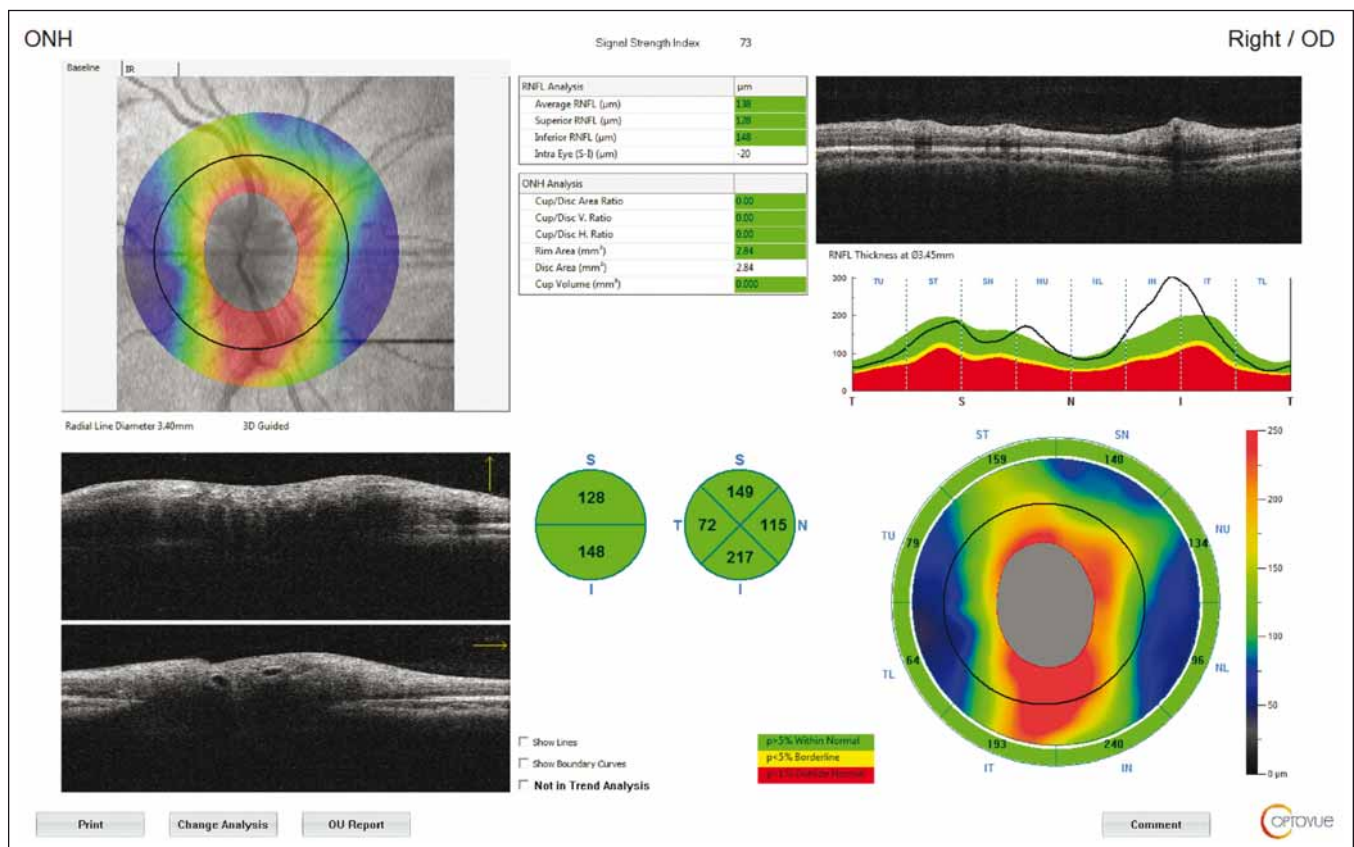 ONH
Signal Strength Index 73
Right / OD
Baseline IR
RNFL Analysis µm
Average RNFL (µm) 138
Superior RNFL (µm) 128
Inferior RNFL (µm) 148
Intra Eye (S-I) (µm) -20
ONH Analysis
Cup/Disc Area Ratio 0.00
Cup/Disc V. Ratio 0.00
Cup/Disc H. Ratio 0.00
Rim Area (mm²) 2.84
Disc Area (mm²) 2.84
Cup Volume (mm³) 0.000
RNFL Thickness at Ø3.45mm
300
TU ST SN NU NL IN IT TL
200
100
0
T S N I T
Radial Line Diameter 3.40mm 3D Guided
S
128
148
I
S
149
T 72 115 N
217
I
ST SN
159 140
TU NU
79 134
64 96
TL NL
193 240
IT IN
250
200
150
100
50
0 µm
Show Lines
Show Boundary Curves
Not in Trend Analysis
p>5% Within Normal
p<5% Borderline
p<1% Outside Normal
Print
Change Analysis
OU Report
Comment
OPTOVUE